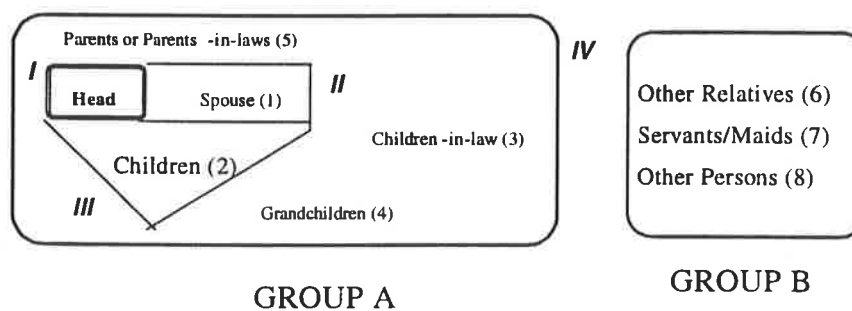 Parents or Parents -in-laws (5)
IV
I
II
Head
Spouse (1)
Other Relatives (6)
Servants/Maids (7)
Other Persons (8)
Children -in-law (3)
Children (2)
III
Grandchildren (4)
GROUP A
GROUP B